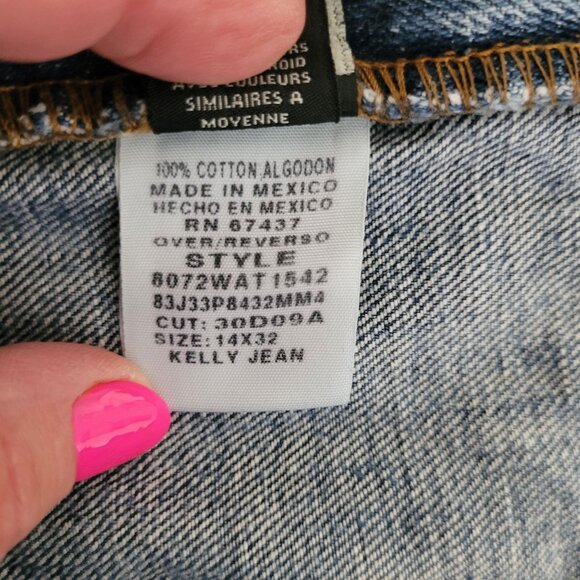 COULEURS
SIMILAIRES A
MOYENNE
100% COTTON ALGODON
MADE IN MEXICO
HECHO EN MEXICO
RN 67437
OVER/REVERSO
STYLE
8072WAT1542
83J33P8432MM4
CUT: 30D09A
SIZE: 14X32
KELLY JEAN